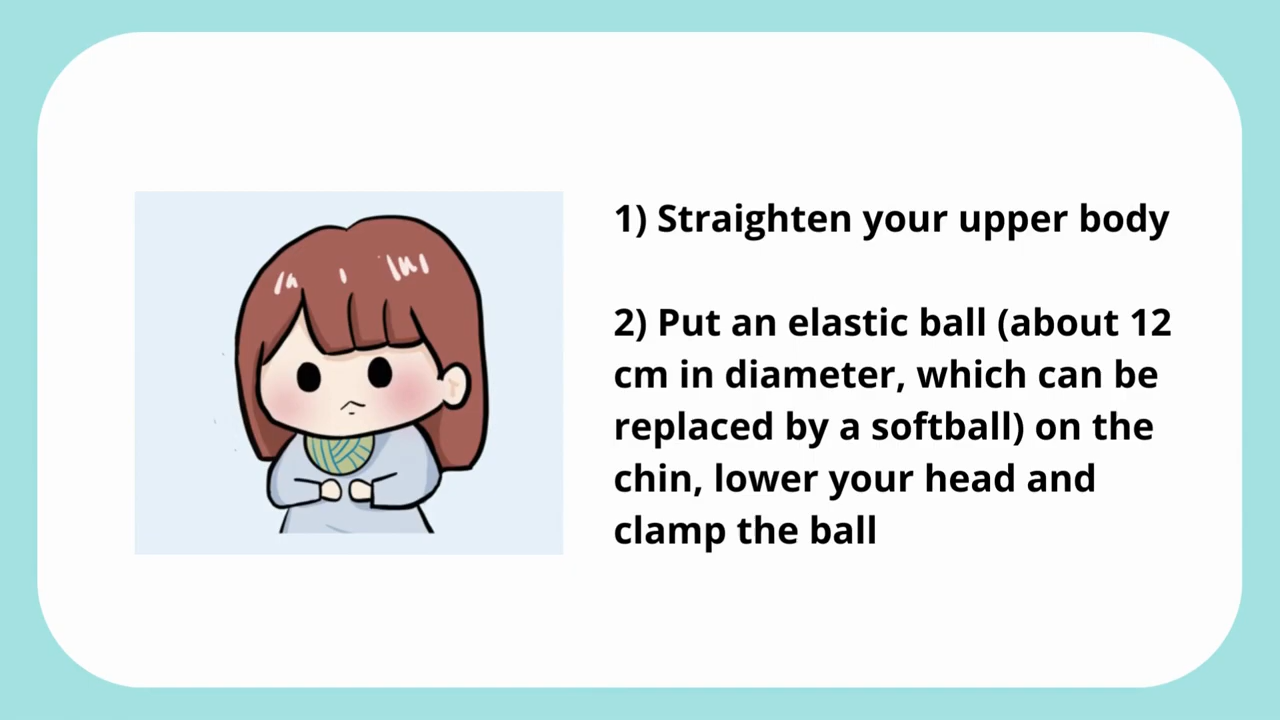 1) Straighten your upper body
2) Put an elastic ball (about 12
cm in diameter, which can be
replaced by a softball) on the
chin, lower your head and
clamp the ball